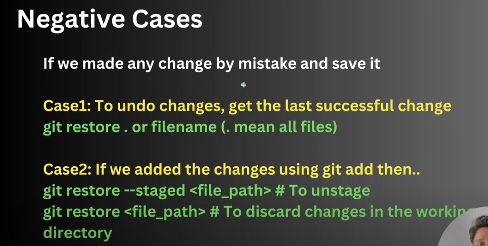 Negative Cases
If we made any change by mistake and save it
Case1: To undo changes, get the last successful change
git restore . or filename (. mean all files)
Case2: If we added the changes using git add then..
git restore --staged <file_path> # To unstage
git restore <file_path> # To discard changes in the working
directory